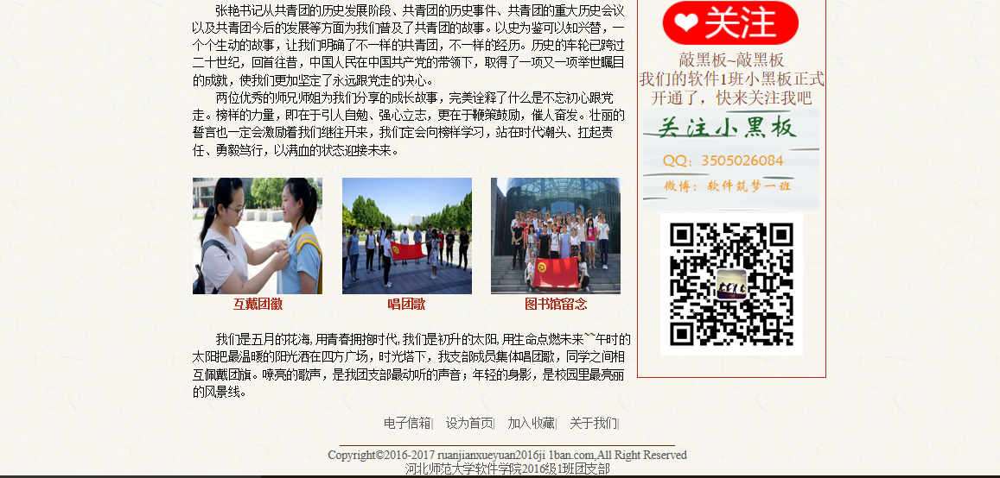 张艳书记从共青团的历史发展阶段、共青团的历史事件、共青团的重大历史会议
以及共青团今后的发展等方面为我们普及了共青团的故事。以史为鉴可以知兴替，一
个个生动的故事，让我们明确了不一样的共青团，不一样的经历。历史的车轮已跨过
二十世纪，回首往昔，中国人民在中国共产党的带领下，取得了一项又一项举世瞩目
的成就，使我们更加坚定了永远跟党走的决心。
两位优秀的师兄师姐为我们分享的成长故事，完美诠释了什么是不忘初心跟党
走。榜样的力量，即在于引人自勉、强心立志，更在于鞭策鼓励，催人奋发。壮丽的
誓言也一定会激励着我们继往开来，我们定会向榜样学习，站在时代潮头、扛起责
任、勇毅笃行，以满血的状态迎接未来。
互戴团徽
唱团歌
图书馆留念
我们是五月的花海,用青春拥抱时代,我们是初升的太阳,用生命点燃未来~~午时的
太阳把最温暖的阳光洒在四方广场，时光塔下，我支部成员集体唱团歌，同学之间相
互佩戴团旗。嘹亮的歌声，是我团支部最动听的声音；年轻的身影，是校园里最亮丽
的风景线。
关注
敲黑板~敲黑板
我们的软件1班小黑板正式
开通了，快来关注我吧
关注小黑板
QQ：3505026084
微博：软件筑梦一班
电子信箱| 设为首页| 加入收藏| 关于我们|
Copyright©2016-2017 ruanjianxueyuan2016ji 1ban.com,All Right Reserved
河北师范大学软件学院2016级1班团支部